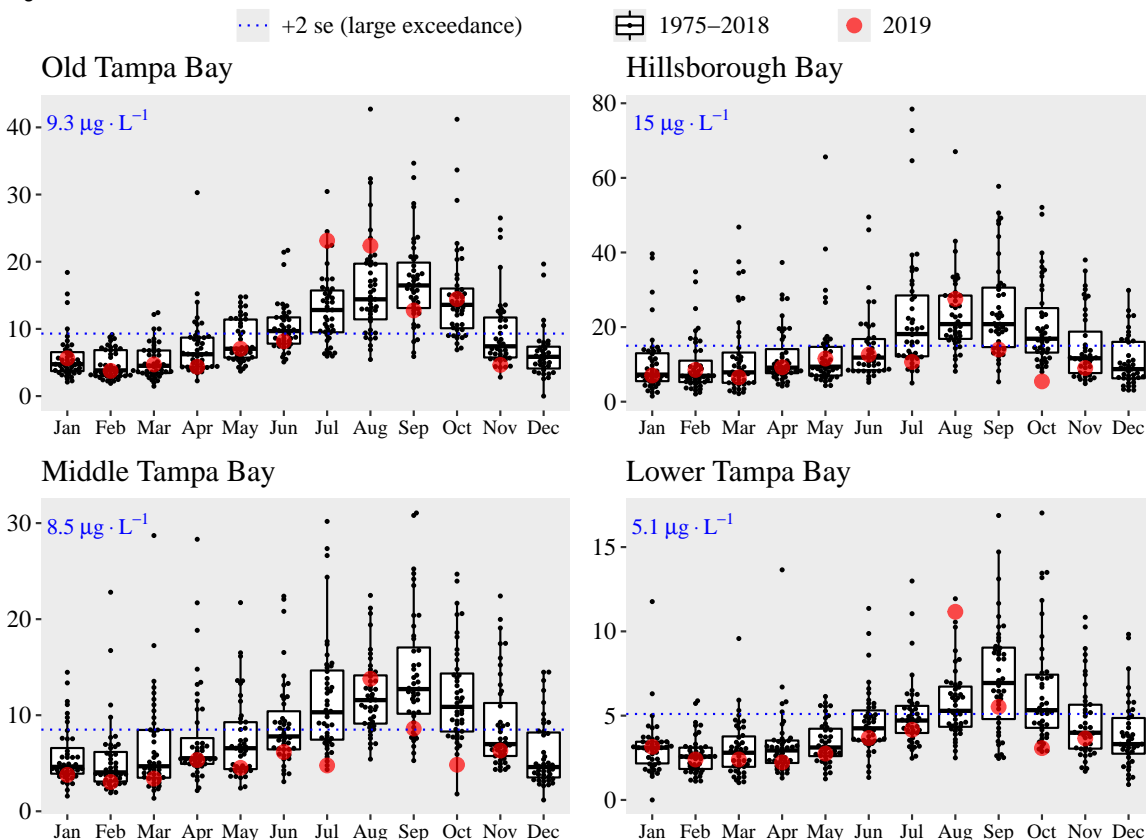 +2 se (large exceedance) 1975−2018 2019
Old Tampa Bay
9.3 μg · L−1
40
30
20
10
0
Jan Feb Mar Apr May Jun Jul Aug Sep Oct Nov Dec
Hillsborough Bay
15 μg · L−1
80
60
40
20
0
Jan Feb Mar Apr May Jun Jul Aug Sep Oct Nov Dec
Middle Tampa Bay
8.5 μg · L−1
30
20
10
0
Jan Feb Mar Apr May Jun Jul Aug Sep Oct Nov Dec
Lower Tampa Bay
5.1 μg · L−1
15
10
5
0
Jan Feb Mar Apr May Jun Jul Aug Sep Oct Nov Dec